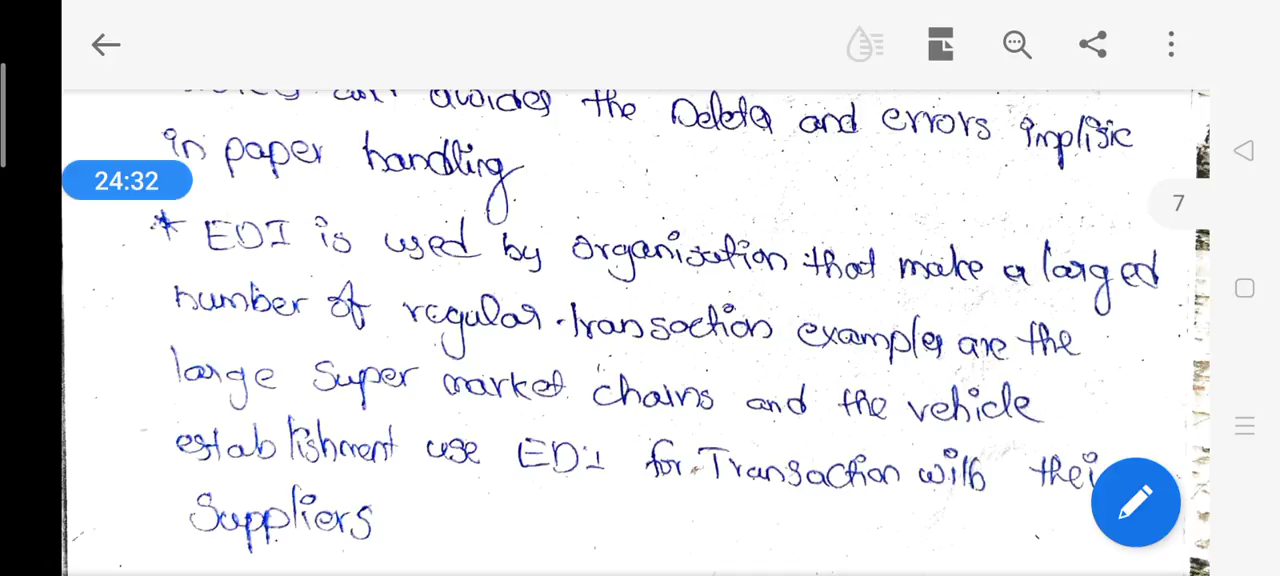 avoides the Delete and errors implisic
in paper handling
24:32
7
* EDI is used by organisation that make a larged
number of regular transaction examples are the
large Super market chains and the vehicle
establishment use EDI for Transaction with thei
Suppliers